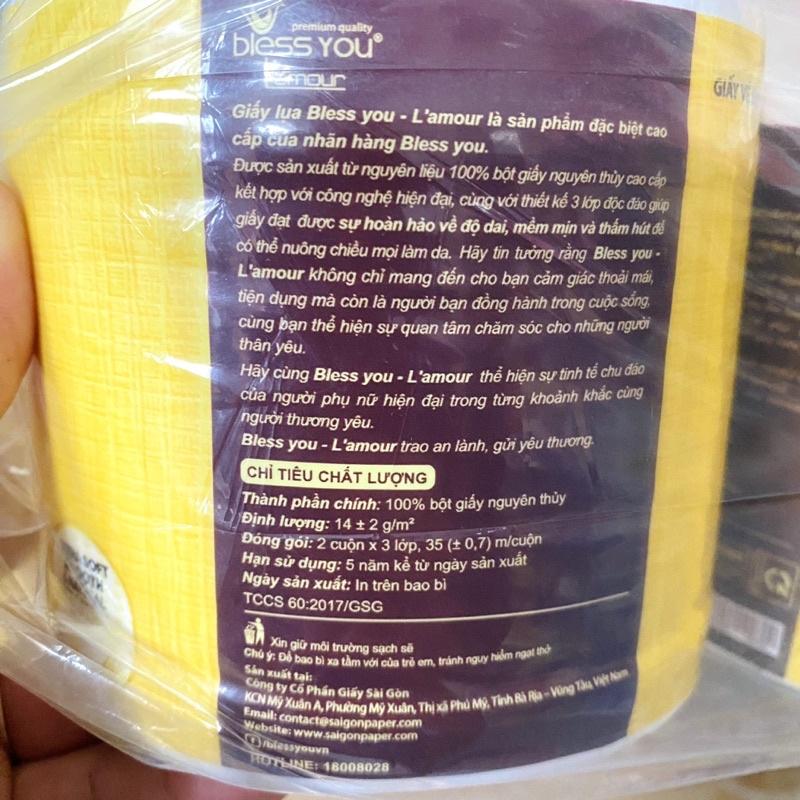 premium quality
bless you®
L'amour
Giấy lụa Bless you - L'amour là sản phẩm đặc biệt cao
cấp của nhãn hàng Bless you.
Được sản xuất từ nguyên liệu 100% bột giấy nguyên thủy cao cấp
kết hợp với công nghệ hiện đại, cùng với thiết kế 3 lớp độc đáo giúp
giấy đạt được sự hoàn hảo về độ dai, mềm mịn và thấm hút để
có thể nuông chiều mọi làm da. Hãy tin tưởng rằng Bless you -
L'amour không chỉ mang đến cho bạn cảm giác thoải mái,
tiện dụng mà còn là người bạn đồng hành trong cuộc sống,
cùng bạn thể hiện sự quan tâm chăm sóc cho những người
thân yêu.
Hãy cùng Bless you - L'amour thể hiện sự tinh tế chu đáo
của người phụ nữ hiện đại trong từng khoảnh khắc cùng
người thương yêu.
Bless you - L'amour trao an lành, gửi yêu thương.
CHỈ TIÊU CHẤT LƯỢNG
Thành phần chính: 100% bột giấy nguyên thủy
Định lượng: 14 ± 2 g/m²
Đóng gói: 2 cuộn x 3 lớp, 35 (± 0,7) m/cuộn
Hạn sử dụng: 5 năm kể từ ngày sản xuất
Ngày sản xuất: In trên bao bì
TCCS 60:2017/GSG
Xin giữ môi trường sạch sẽ
Chú ý: Để bao bì xa tầm với của trẻ em, tránh nguy hiểm ngạt thở
Sản xuất tại:
Công ty Cổ Phần Giấy Sài Gòn
KCN Mỹ Xuân A, Phường Mỹ Xuân, Thị xã Phú Mỹ, Tỉnh Bà Rịa – Vũng Tàu, Việt Nam
Email: contact@saigonpaper.com
Website: www.saigonpaper.com
f/blessyouvn
HOTLINE: 18008028
GIẤY
SOFT